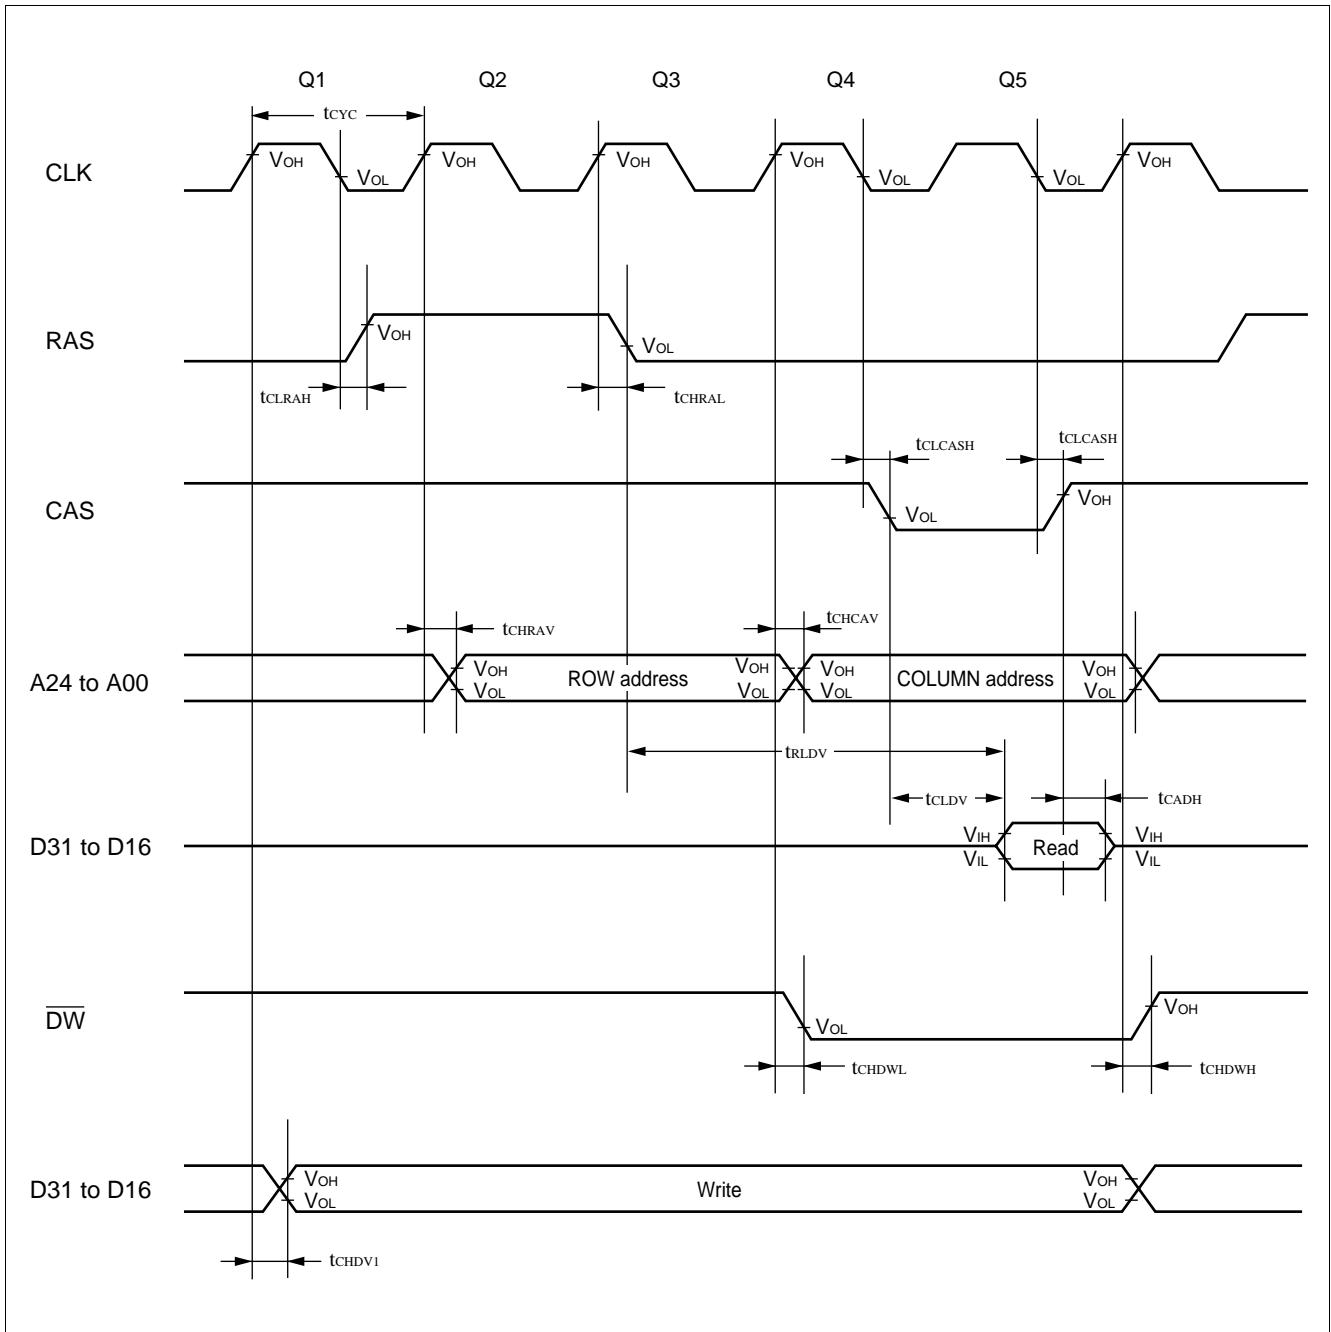 Q1 Q2 Q3 Q4 Q5
tCYC
CLK VOH VOL VOH VOH VOH VOL VOL VOH
RAS VOH VOL
tCLRAH tCHRAL
tCLCASH tCLCASH
CAS VOL VOH
tCHRAV tCHCAV
A24 to A00 VOH VOL ROW address VOH VOL VOH VOL COLUMN address VOH VOL
tRLDV
tCLDV tCADH
D31 to D16 VIH VIL Read VIH VIL
DW VOL VOH
tCHDWL tCHDWH
D31 to D16 VOH VOL Write VOH VOL
tCHDV1